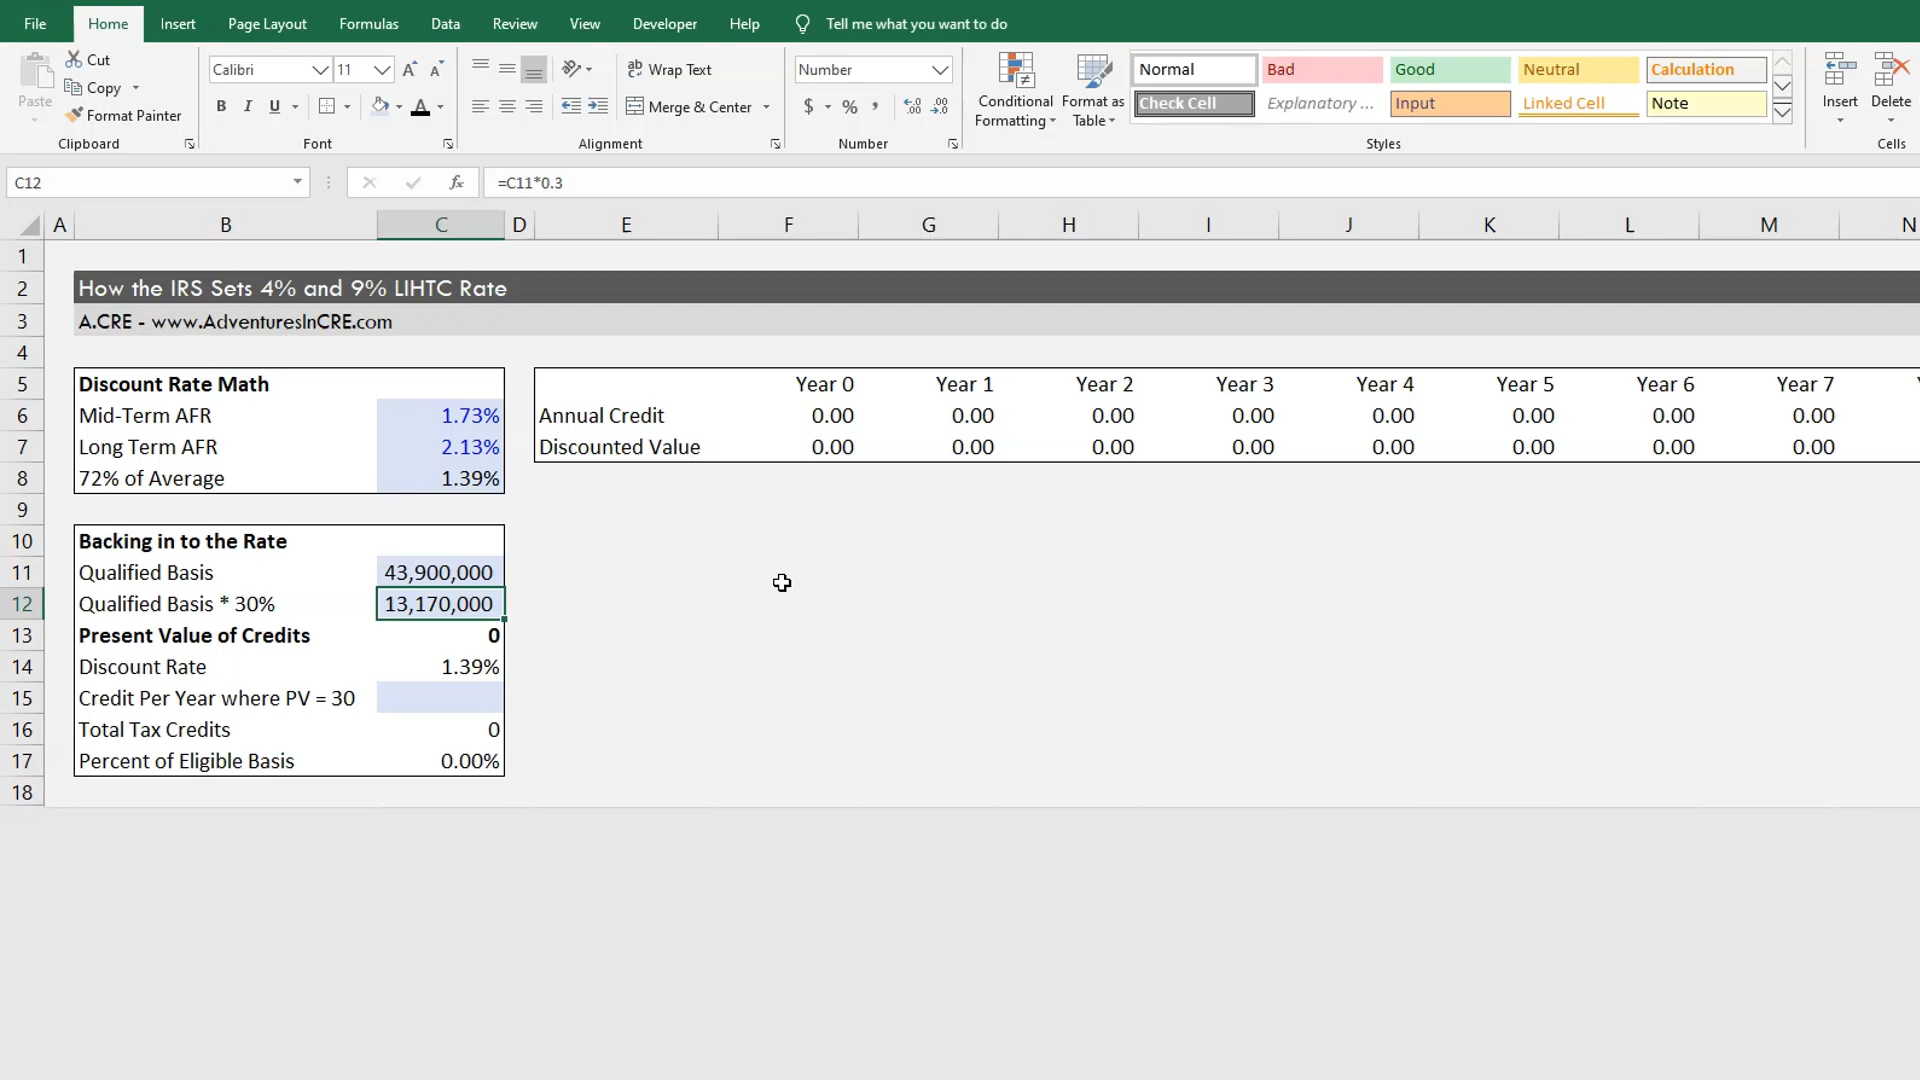 File Home Insert Page Layout Formulas Data Review View Developer Help Tell me what you want to do
Cut
Copy
Format Painter
Paste
Clipboard
Calibri 11
B I U
Font
Wrap Text
Merge & Center
Alignment
Number
$ % ,
Number
Conditional Formatting
Format as Table
Normal Bad Good Neutral Calculation
Check Cell Explanatory ... Input Linked Cell Note
Styles
Insert Delete
Cells
C12 fx =C11*0.3
A B C D E F G H I J K L M N
1
2 How the IRS Sets 4% and 9% LIHTC Rate
3 A.CRE - www.AdventuresInCRE.com
4
5 Discount Rate Math Year 0 Year 1 Year 2 Year 3 Year 4 Year 5 Year 6 Year 7
6 Mid-Term AFR 1.73% Annual Credit 0.00 0.00 0.00 0.00 0.00 0.00 0.00 0.00
7 Long Term AFR 2.13% Discounted Value 0.00 0.00 0.00 0.00 0.00 0.00 0.00 0.00
8 72% of Average 1.39%
9
10 Backing in to the Rate
11 Qualified Basis 43,900,000
12 Qualified Basis * 30% 13,170,000
13 Present Value of Credits 0
14 Discount Rate 1.39%
15 Credit Per Year where PV = 30
16 Total Tax Credits 0
17 Percent of Eligible Basis 0.00%
18